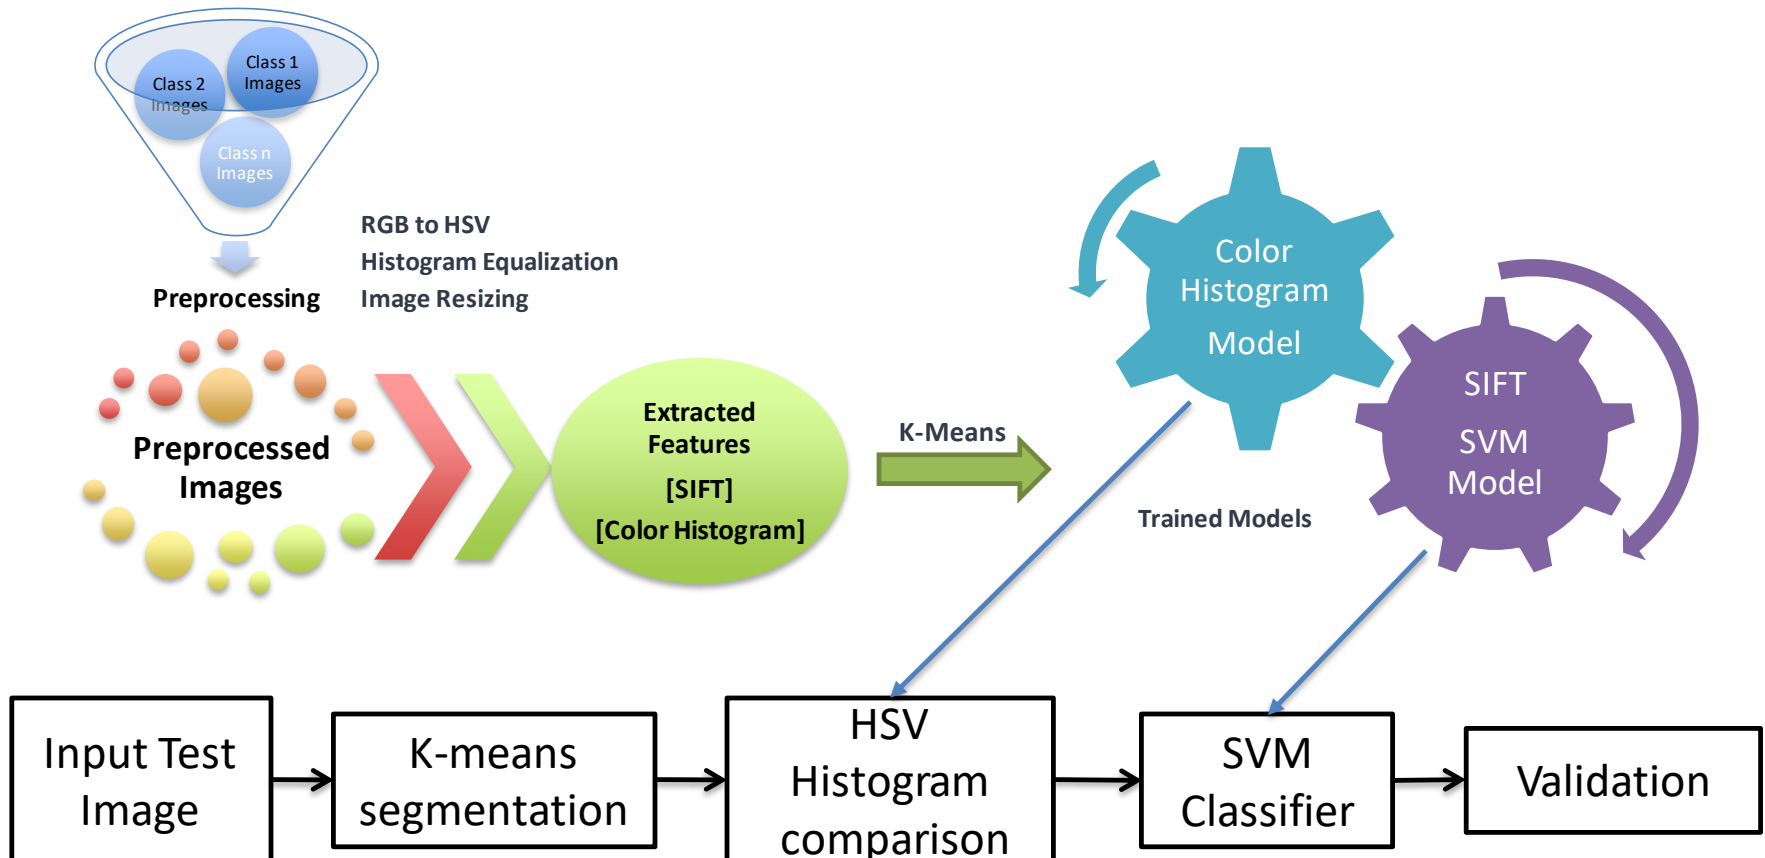 Class 1
Images
Class 2
Images
Class n
Images
RGB to HSV
Histogram Equalization
Image Resizing
Preprocessing
Preprocessed
Images
Extracted
Features
[SIFT]
[Color Histogram]
K-Means
Color
Histogram
Model
SIFT
SVM
Model
Trained Models
Input Test
Image
K-means
segmentation
HSV
Histogram
comparison
SVM
Classifier
Validation